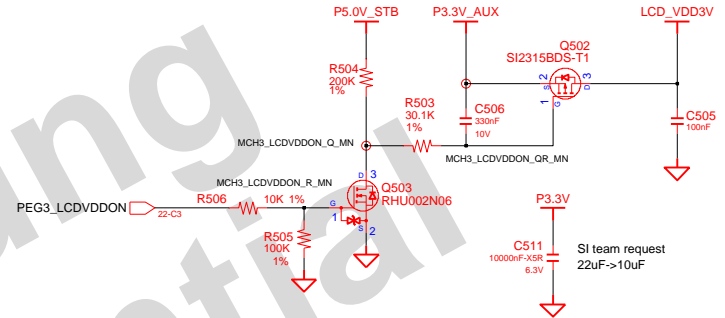 P5.0V_STB
P3.3V_AUX
LCD_VDD3V
Q502
SI2315BDS-T1
R504
200K
1%
2
S
3
D
1
G
R503
30.1K
1%
C506
330nF
10V
C505
100nF
MCH3_LCDVDDON_Q_MN
MCH3_LCDVDDON_QR_MN
D 3
MCH3_LCDVDDON_R_MN
Q503
RHU002N06
PEG3_LCDVDDON
22-C3
R506
10K 1%
G
1
S
2
R505
100K
1%
P3.3V
C511
10000nF-X5R
6.3V
SI team request
22uF->10uF
ung
ential